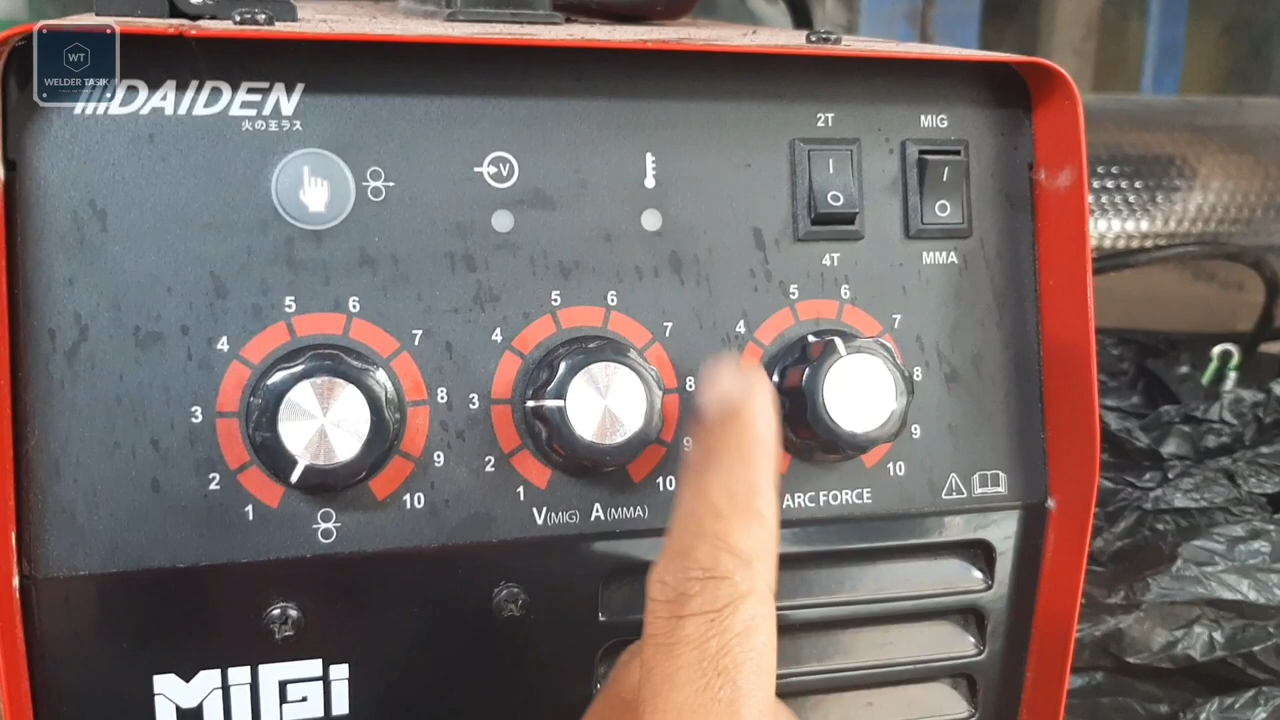 WT
WELDER TASIK
DAIDEN
火の王ラス
2T
MIG
V
I
O
I
O
4T
MMA
1 2 3 4 5 6 7 8 9 10
1 2 3 4 5 6 7 8 9 10
4 5 6 7 8 9 10
V(MIG) A(MMA)
ARC FORCE
MiGi